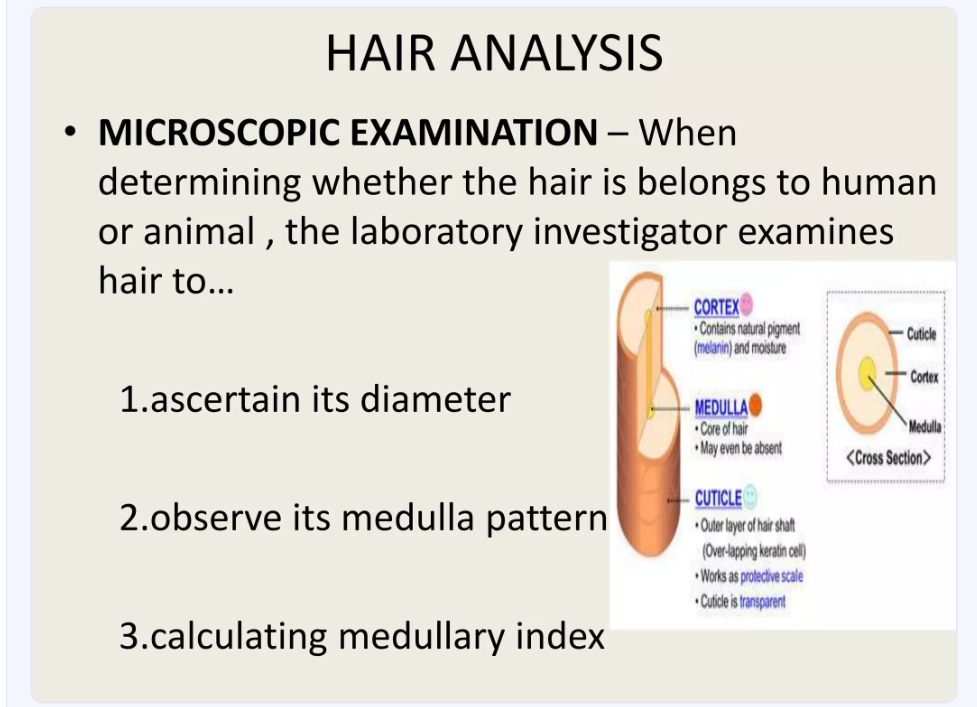 HAIR ANALYSIS
• MICROSCOPIC EXAMINATION – When
determining whether the hair is belongs to human
or animal , the laboratory investigator examines
hair to…
1.ascertain its diameter
2.observe its medulla pattern
3.calculating medullary index
CORTEX
• Contains natural pigment
(melanin) and moisture
MEDULLA
• Core of hair
• May even be absent
CUTICLE
• Outer layer of hair shaft
(Over-lapping keratin cell)
• Works as protective scale
• Cuticle is transparent
Cuticle
Cortex
Medulla
<Cross Section>